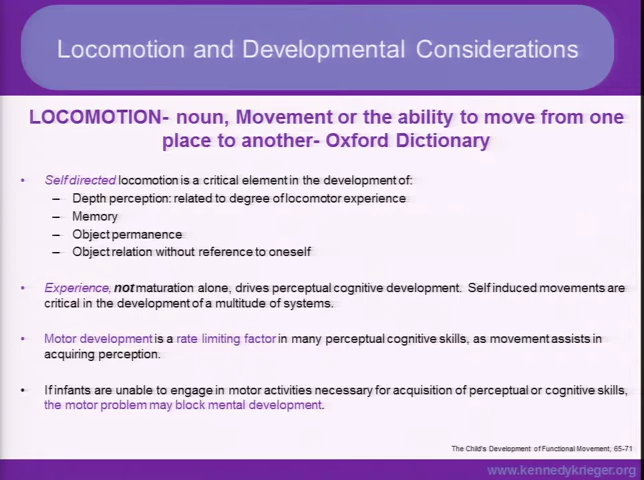 Locomotion and Developmental Considerations
LOCOMOTION- noun, Movement or the ability to move from one
place to another- Oxford Dictionary
• Self directed locomotion is a critical element in the development of:
– Depth perception: related to degree of locomotor experience
– Memory
– Object permanence
– Object relation without reference to oneself
• Experience, not maturation alone, drives perceptual cognitive development. Self induced movements are
critical in the development of a multitude of systems.
• Motor development is a rate limiting factor in many perceptual cognitive skills, as movement assists in
acquiring perception.
• If infants are unable to engage in motor activities necessary for acquisition of perceptual or cognitive skills,
the motor problem may block mental development.
The Child's Development of Functional Movement, 65-71
www.kennedykrieger.org